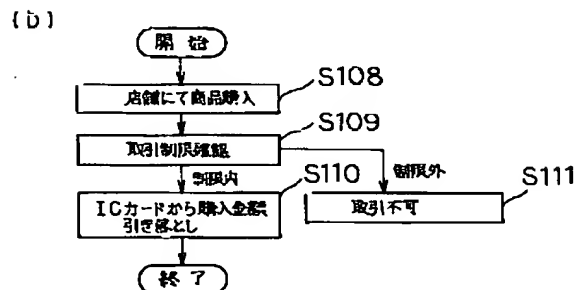 (b)
開始
店舗にて商品購入
S108
取引制限確認
S109
制限内
制限外
ICカードから購入金額
引き落とし
S110
取引不可
S111
終了